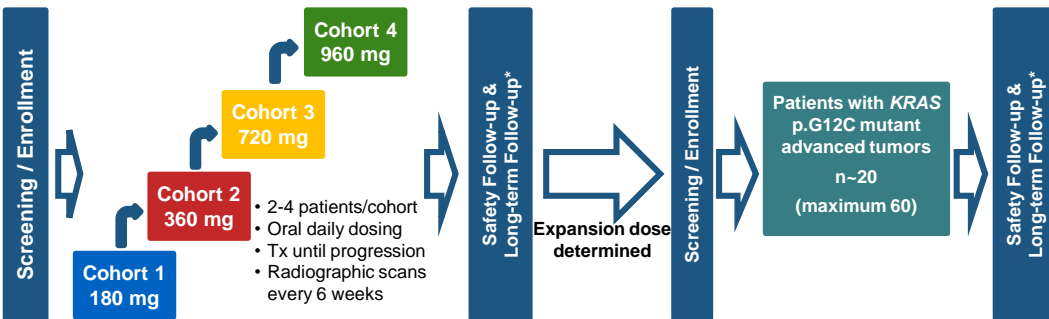 Screening / Enrollment
Cohort 1
180 mg
Cohort 2
360 mg
Cohort 3
720 mg
Cohort 4
960 mg
• 2-4 patients/cohort
• Oral daily dosing
• Tx until progression
• Radiographic scans
every 6 weeks
Safety Follow-up &
Long-term Follow-up*
Expansion dose
determined
Screening / Enrollment
Patients with KRAS
p.G12C mutant
advanced tumors
n~20
(maximum 60)
Safety Follow-up &
Long-term Follow-up*